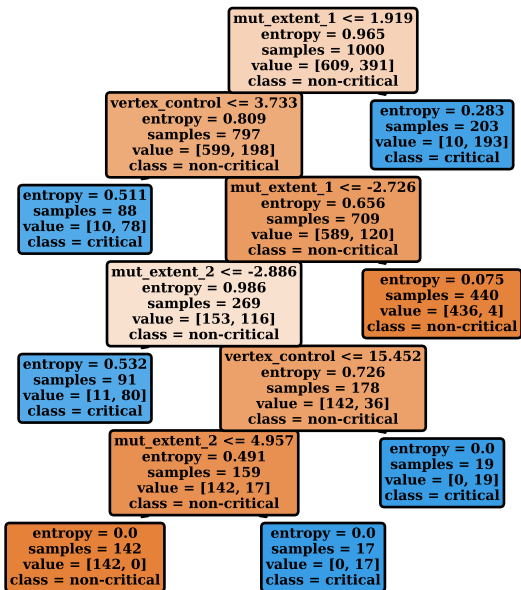 mut_extent_1 <= 1.919
entropy = 0.965
samples = 1000
value = [609, 391]
class = non-critical
vertex_control <= 3.733
entropy = 0.809
samples = 797
value = [599, 198]
class = non-critical
entropy = 0.283
samples = 203
value = [10, 193]
class = critical
entropy = 0.511
samples = 88
value = [10, 78]
class = critical
mut_extent_1 <= -2.726
entropy = 0.656
samples = 709
value = [589, 120]
class = non-critical
mut_extent_2 <= -2.886
entropy = 0.986
samples = 269
value = [153, 116]
class = non-critical
entropy = 0.075
samples = 440
value = [436, 4]
class = non-critical
entropy = 0.532
samples = 91
value = [11, 80]
class = critical
vertex_control <= 15.452
entropy = 0.726
samples = 178
value = [142, 36]
class = non-critical
mut_extent_2 <= 4.957
entropy = 0.491
samples = 159
value = [142, 17]
class = non-critical
entropy = 0.0
samples = 19
value = [0, 19]
class = critical
entropy = 0.0
samples = 142
value = [142, 0]
class = non-critical
entropy = 0.0
samples = 17
value = [0, 17]
class = critical